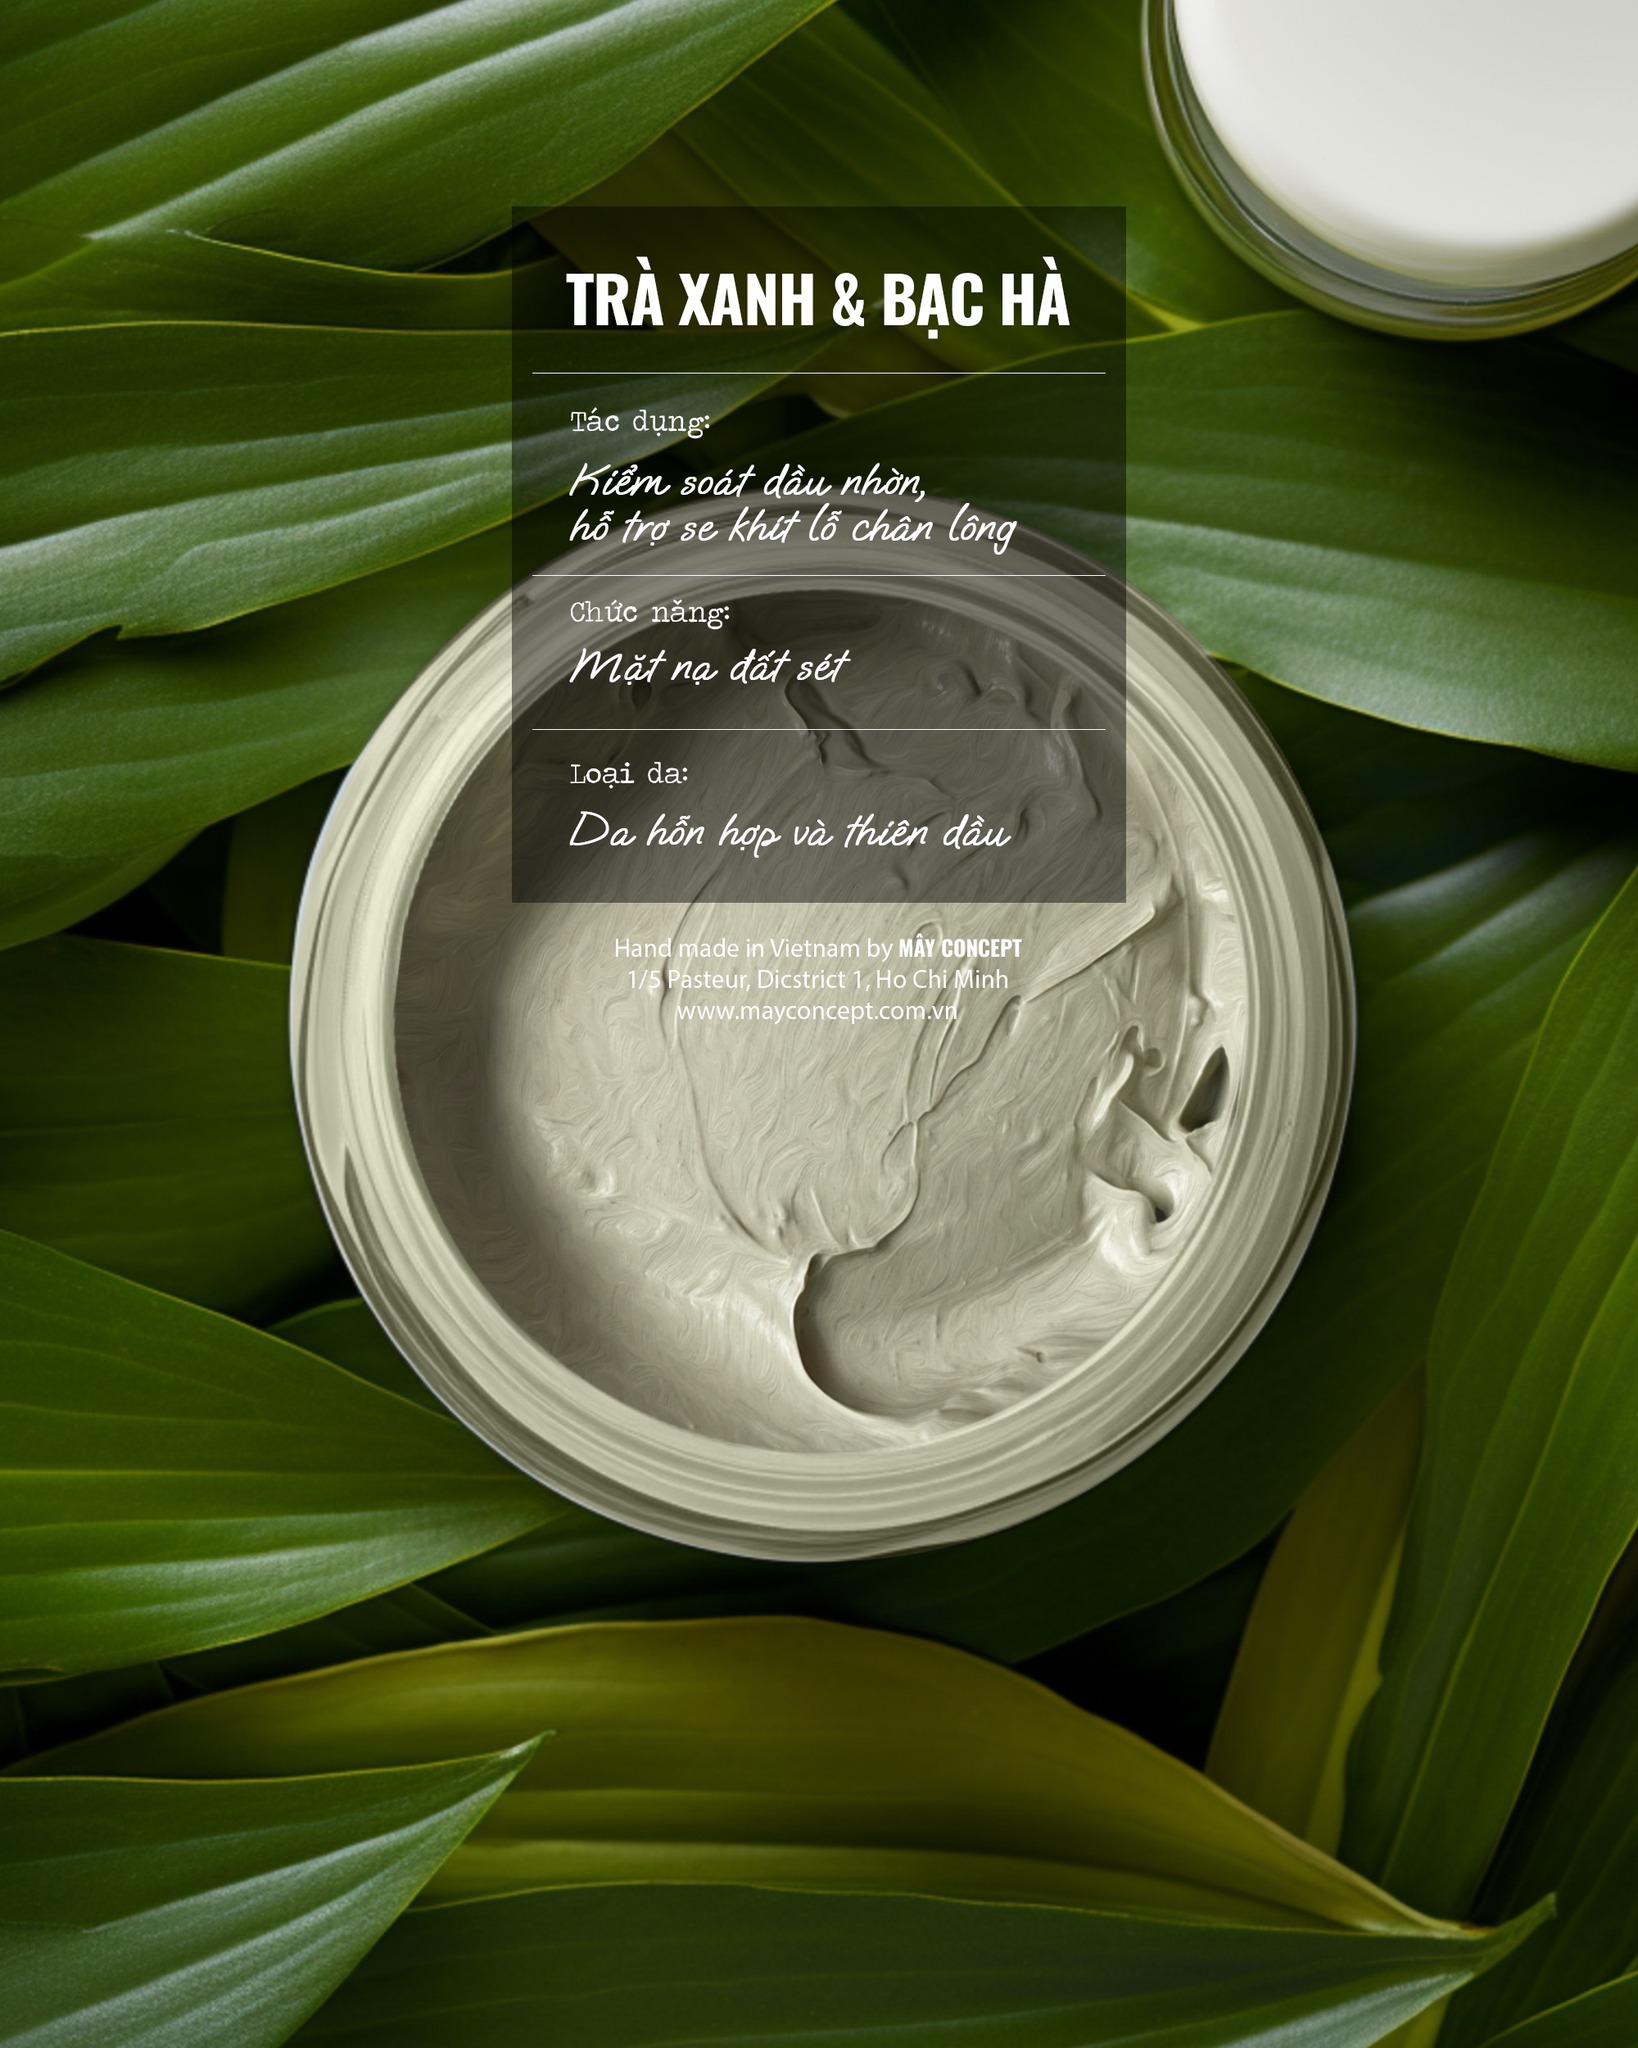 TRÀ XANH & BẠC HÀ
Tác dụng:
Kiểm soát dầu nhờn,
hỗ trợ se khít lỗ chân lông
Chức năng:
Mặt nạ đất sét
Loại da:
Da hỗn hợp và thiên dầu
Hand made in Vietnam by MÂY CONCEPT
1/5 Pasteur, Dicstrict 1, Ho Chi Minh
www.mayconcept.com.vn